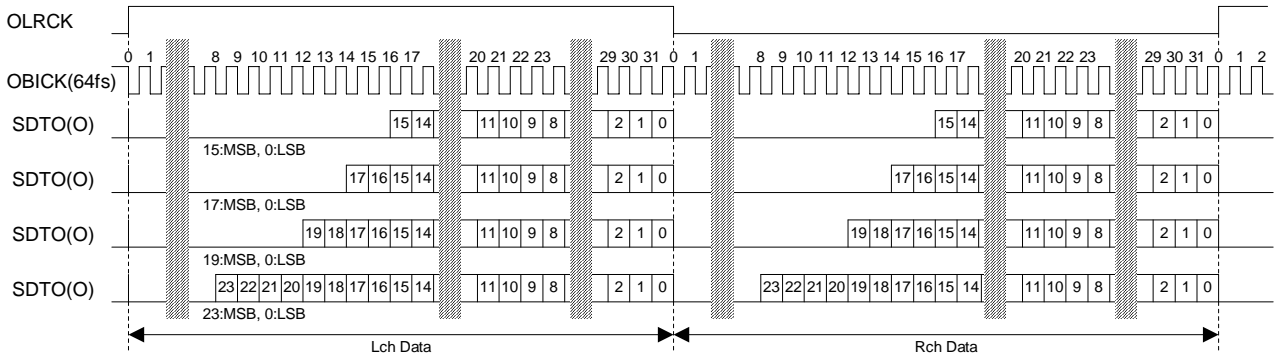 OLRCK
0 1 8 9 10 11 12 13 14 15 16 17 20 21 22 23 29 30 31 0 1 8 9 10 11 12 13 14 15 16 17 20 21 22 23 29 30 31 0 1 2
OBICK(64fs)
SDTO(O) 15 14 11 10 9 8 2 1 0 15 14 11 10 9 8 2 1 0
15:MSB, 0:LSB
SDTO(O) 17 16 15 14 11 10 9 8 2 1 0 17 16 15 14 11 10 9 8 2 1 0
17:MSB, 0:LSB
SDTO(O) 19 18 17 16 15 14 11 10 9 8 2 1 0 19 18 17 16 15 14 11 10 9 8 2 1 0
19:MSB, 0:LSB
SDTO(O) 23 22 21 20 19 18 17 16 15 14 11 10 9 8 2 1 0 23 22 21 20 19 18 17 16 15 14 11 10 9 8 2 1 0
23:MSB, 0:LSB
Lch Data Rch Data